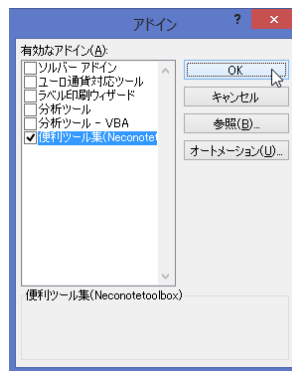 アドイン
?
×
有効なアドイン(A):
ソルバー アドイン
ユーロ通貨対応ツール
ラベル印刷ウィザード
分析ツール
分析ツール - VBA
便利ツール集(Neconotet
OK
キャンセル
参照(B)...
オートメーション(U)...
便利ツール集(Neconotetoolbox)